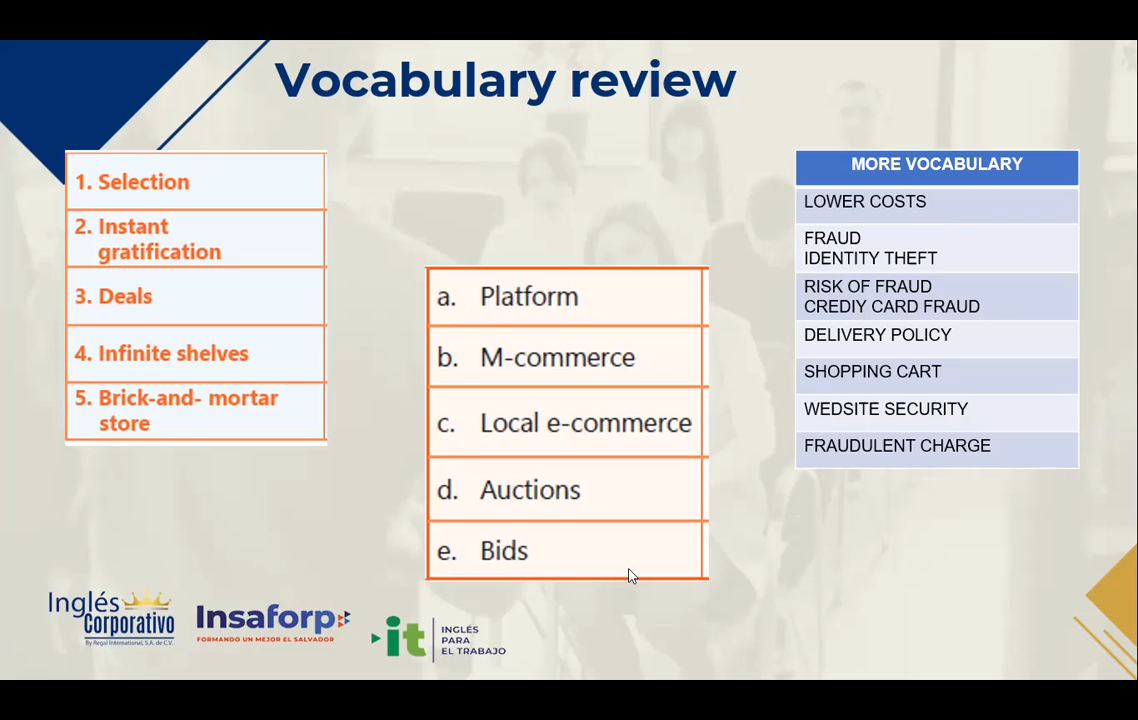 Vocabulary review
1. Selection
2. Instant
gratification
3. Deals
4. Infinite shelves
5. Brick-and- mortar
store
a. Platform
b. M-commerce
c. Local e-commerce
d. Auctions
e. Bids
MORE VOCABULARY
LOWER COSTS
FRAUD
IDENTITY THEFT
RISK OF FRAUD
CREDIY CARD FRAUD
DELIVERY POLICY
SHOPPING CART
WEDSITE SECURITY
FRAUDULENT CHARGE
Inglés
Corporativo
By Regal International, S.A. de C.V.
Insaforp
FORMANDO UN MEJOR EL SALVADOR
it
INGLÉS
PARA
EL TRABAJO